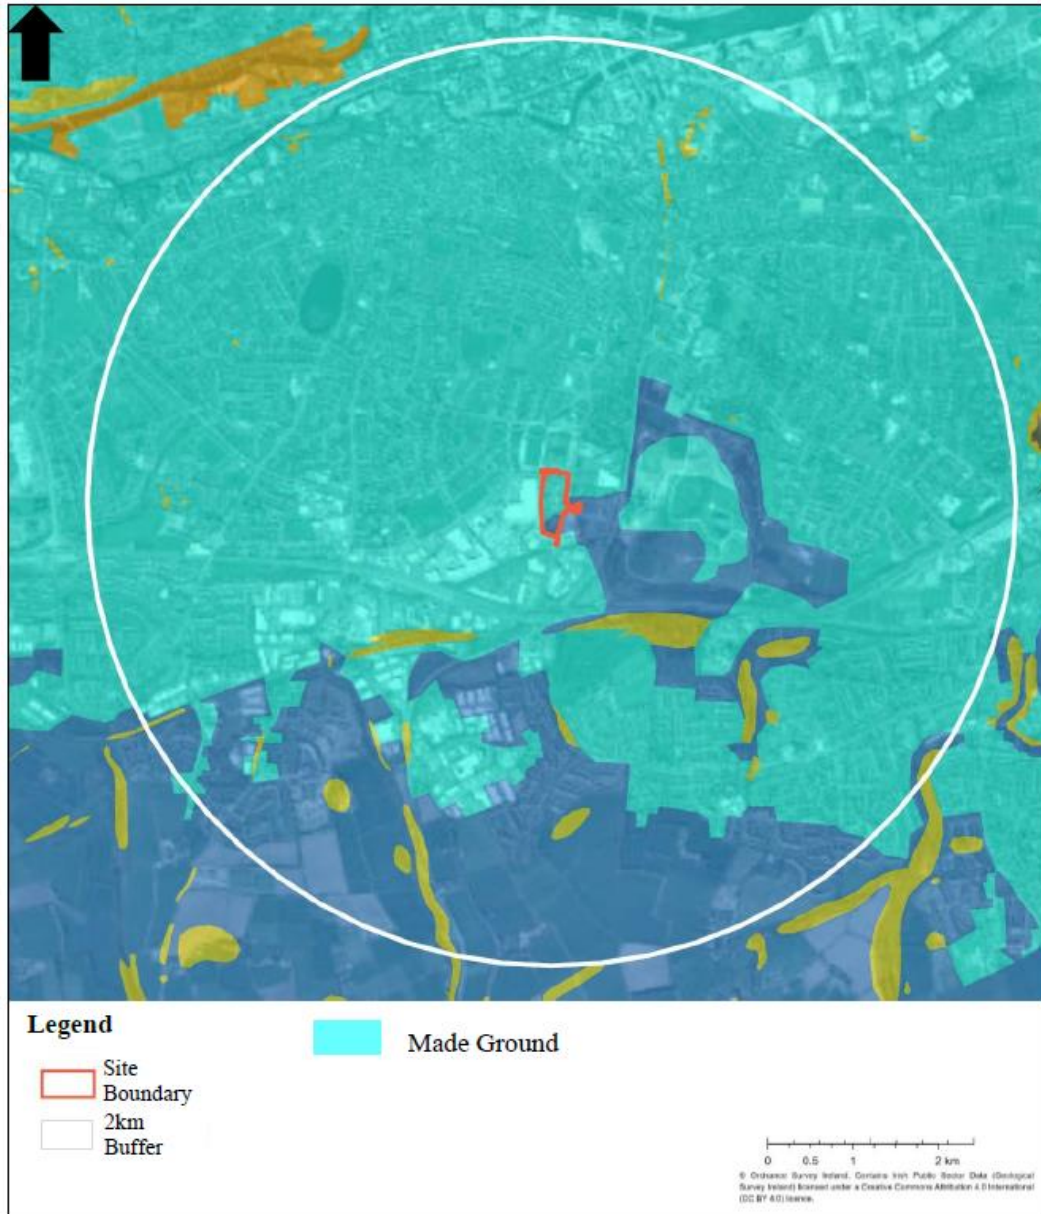 Legend
Site
Boundary
2km
Buffer
Made Ground
0 0.5 1 2 km
© Ordnance Survey Ireland. Contains Irish Public Sector Data (Geological
Survey Ireland) licensed under a Creative Commons Attribution 4.0 International
(CC BY 4.0) licence.